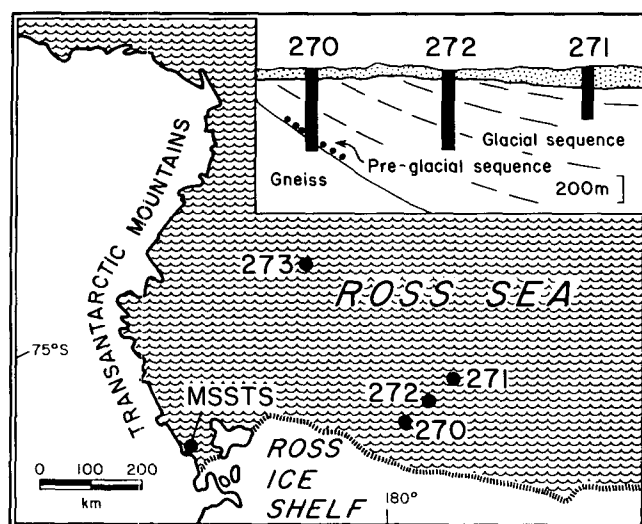 270
272
271
Glacial sequence
Pre-glacial sequence
Gneiss
200m
TRANSANTARCTIC MOUNTAINS
273
ROSS SEA
75°S
MSSTS
271
272
270
0 100 200
km
ROSS
ICE
SHELF
180°